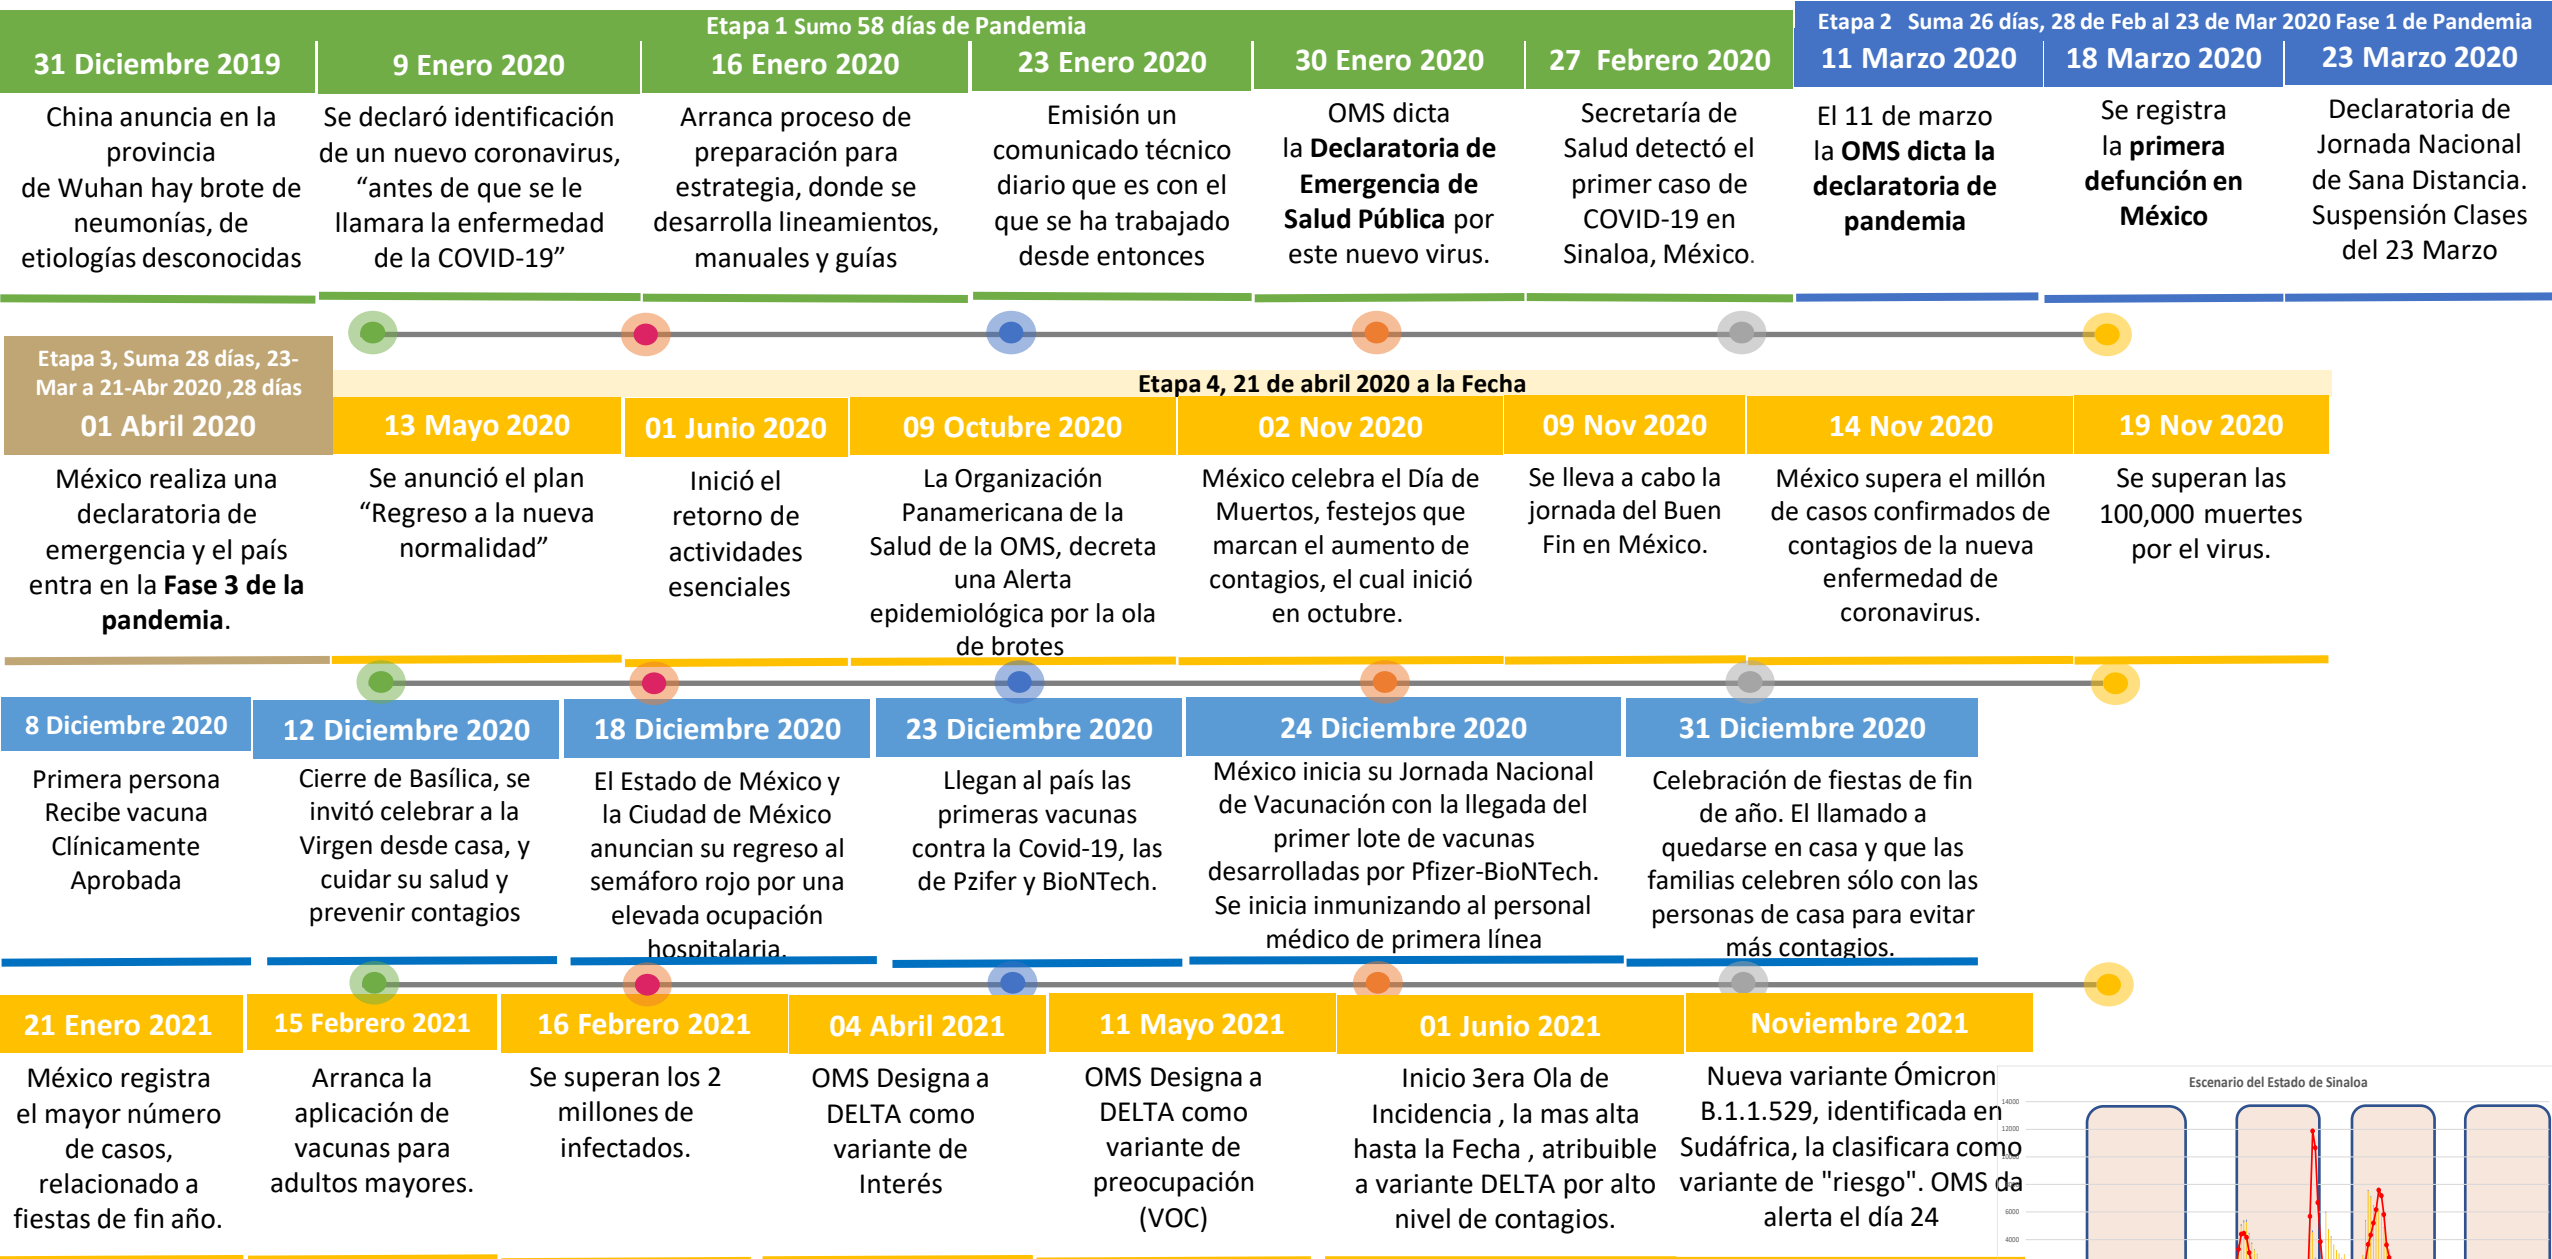 Etapa 1 Sumo 58 días de Pandemia
Etapa 2 Suma 26 días, 28 de Feb al 23 de Mar 2020 Fase 1 de Pandemia
31 Diciembre 2019
China anuncia en la
provincia
de Wuhan hay brote de
neumonías, de
etiologías desconocidas
9 Enero 2020
Se declaró identificación
de un nuevo coronavirus,
“antes de que se le
llamara la enfermedad
de la COVID-19”
16 Enero 2020
Arranca proceso de
preparación para
estrategia, donde se
desarrolla lineamientos,
manuales y guías
23 Enero 2020
Emisión un
comunicado técnico
diario que es con el
que se ha trabajado
desde entonces
30 Enero 2020
OMS dicta
la Declaratoria de
Emergencia de
Salud Pública por
este nuevo virus.
27 Febrero 2020
Secretaría de
Salud detectó el
primer caso de
COVID-19 en
Sinaloa, México.
11 Marzo 2020
El 11 de marzo
la OMS dicta la
declaratoria de
pandemia
18 Marzo 2020
Se registra
la primera
defunción en
México
23 Marzo 2020
Declaratoria de
Jornada Nacional
de Sana Distancia.
Suspensión Clases
del 23 Marzo
Etapa 3, Suma 28 días, 23-
Mar a 21-Abr 2020 ,28 días
01 Abril 2020
México realiza una
declaratoria de
emergencia y el país
entra en la Fase 3 de la
pandemia.
Etapa 4, 21 de abril 2020 a la Fecha
13 Mayo 2020
Se anunció el plan
“Regreso a la nueva
normalidad”
01 Junio 2020
Inició el
retorno de
actividades
esenciales
09 Octubre 2020
La Organización
Panamericana de la
Salud de la OMS, decreta
una Alerta
epidemiológica por la ola
de brotes
02 Nov 2020
México celebra el Día de
Muertos, festejos que
marcan el aumento de
contagios, el cual inició
en octubre.
09 Nov 2020
Se lleva a cabo la
jornada del Buen
Fin en México.
14 Nov 2020
México supera el millón
de casos confirmados de
contagios de la nueva
enfermedad de
coronavirus.
19 Nov 2020
Se superan las
100,000 muertes
por el virus.
8 Diciembre 2020
Primera persona
Recibe vacuna
Clínicamente
Aprobada
12 Diciembre 2020
Cierre de Basílica, se
invitó celebrar a la
Virgen desde casa, y
cuidar su salud y
prevenir contagios
18 Diciembre 2020
El Estado de México y
la Ciudad de México
anuncian su regreso al
semáforo rojo por una
elevada ocupación
hospitalaria.
23 Diciembre 2020
Llegan al país las
primeras vacunas
contra la Covid-19, las
de Pzifer y BioNTech.
24 Diciembre 2020
México inicia su Jornada Nacional
de Vacunación con la llegada del
primer lote de vacunas
desarrolladas por Pfizer-BioNTech.
Se inicia inmunizando al personal
médico de primera línea
31 Diciembre 2020
Celebración de fiestas de fin
de año. El llamado a
quedarse en casa y que las
familias celebren sólo con las
personas de casa para evitar
más contagios.
21 Enero 2021
México registra
el mayor número
de casos,
relacionado a
fiestas de fin año.
15 Febrero 2021
Arranca la
aplicación de
vacunas para
adultos mayores.
16 Febrero 2021
Se superan los 2
millones de
infectados.
04 Abril 2021
OMS Designa a
DELTA como
variante de
Interés
11 Mayo 2021
OMS Designa a
DELTA como
variante de
preocupación
(VOC)
01 Junio 2021
Inicio 3era Ola de
Incidencia , la mas alta
hasta la Fecha , atribuible
a variante DELTA por alto
nivel de contagios.
Noviembre 2021
Nueva variante Ómicron
B.1.1.529, identificada en
Sudáfrica, la clasificara como
variante de "riesgo". OMS da
alerta el día 24
Escenario del Estado de Sinaloa
14000
12000
6000
4000